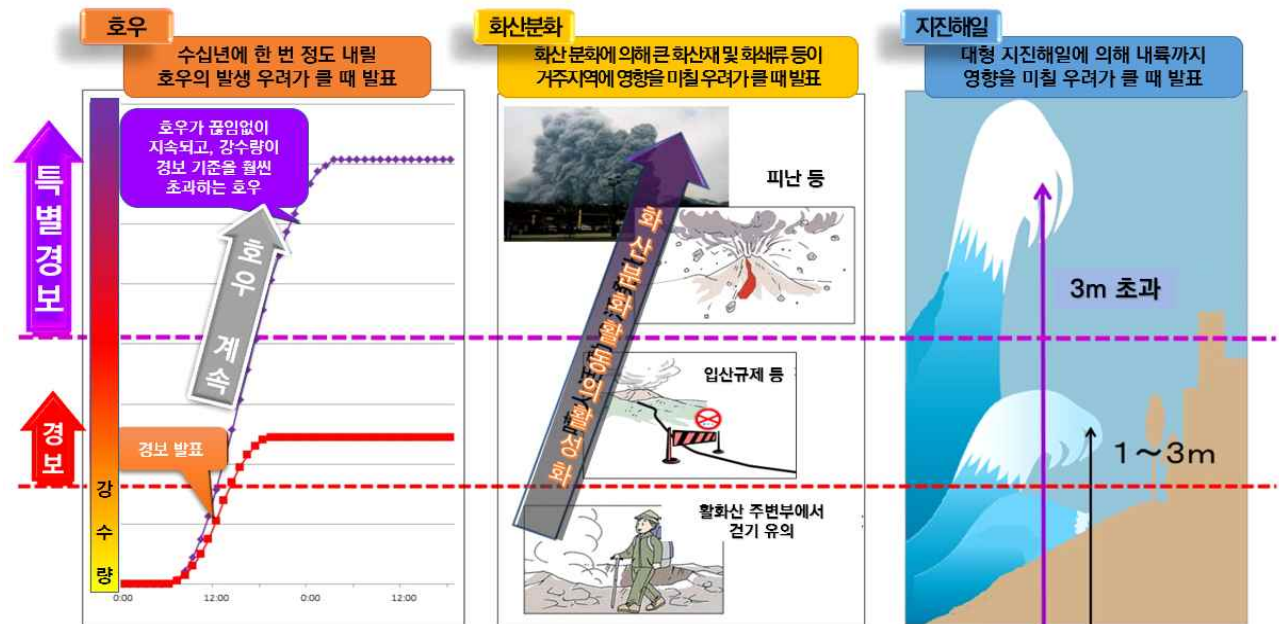 호우
수십년에 한 번 정도 내릴
호우의 발생 우려가 클 때 발표
화산분화
화산 분화에 의해 큰 화산재 및 화쇄류 등이
거주지역에 영향을 미칠 우려가 클 때 발표
지진해일
대형 지진해일에 의해 내륙까지
영향을 미칠 우려가 클 때 발표
특별경보
경보
호우가 끊임없이
지속되고, 강수량이
경보 기준을 훨씬
초과하는 호우
호우 계속
경보 발표
강수량
0:00
12:00
0:00
12:00
화산분화활동의활성화
피난 등
입산규제 등
활화산 주변부에서
걷기 유의
3m 초과
1～3m